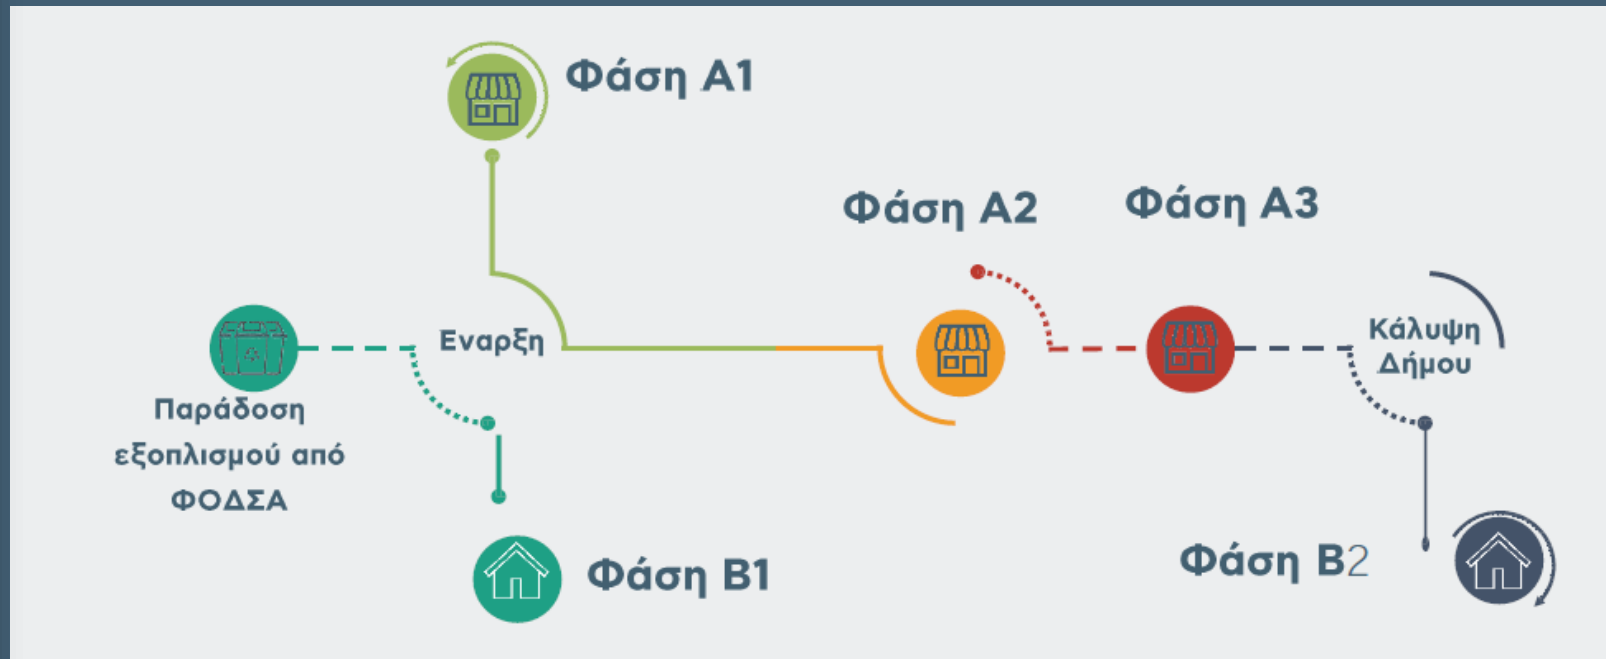 Φάση Α1
Φάση Α2
Φάση Α3
Εναρξη
Κάλυψη
Δήμου
Παράδοση
εξοπλισμού από
ΦΟΔΣΑ
Φάση Β1
Φάση Β2